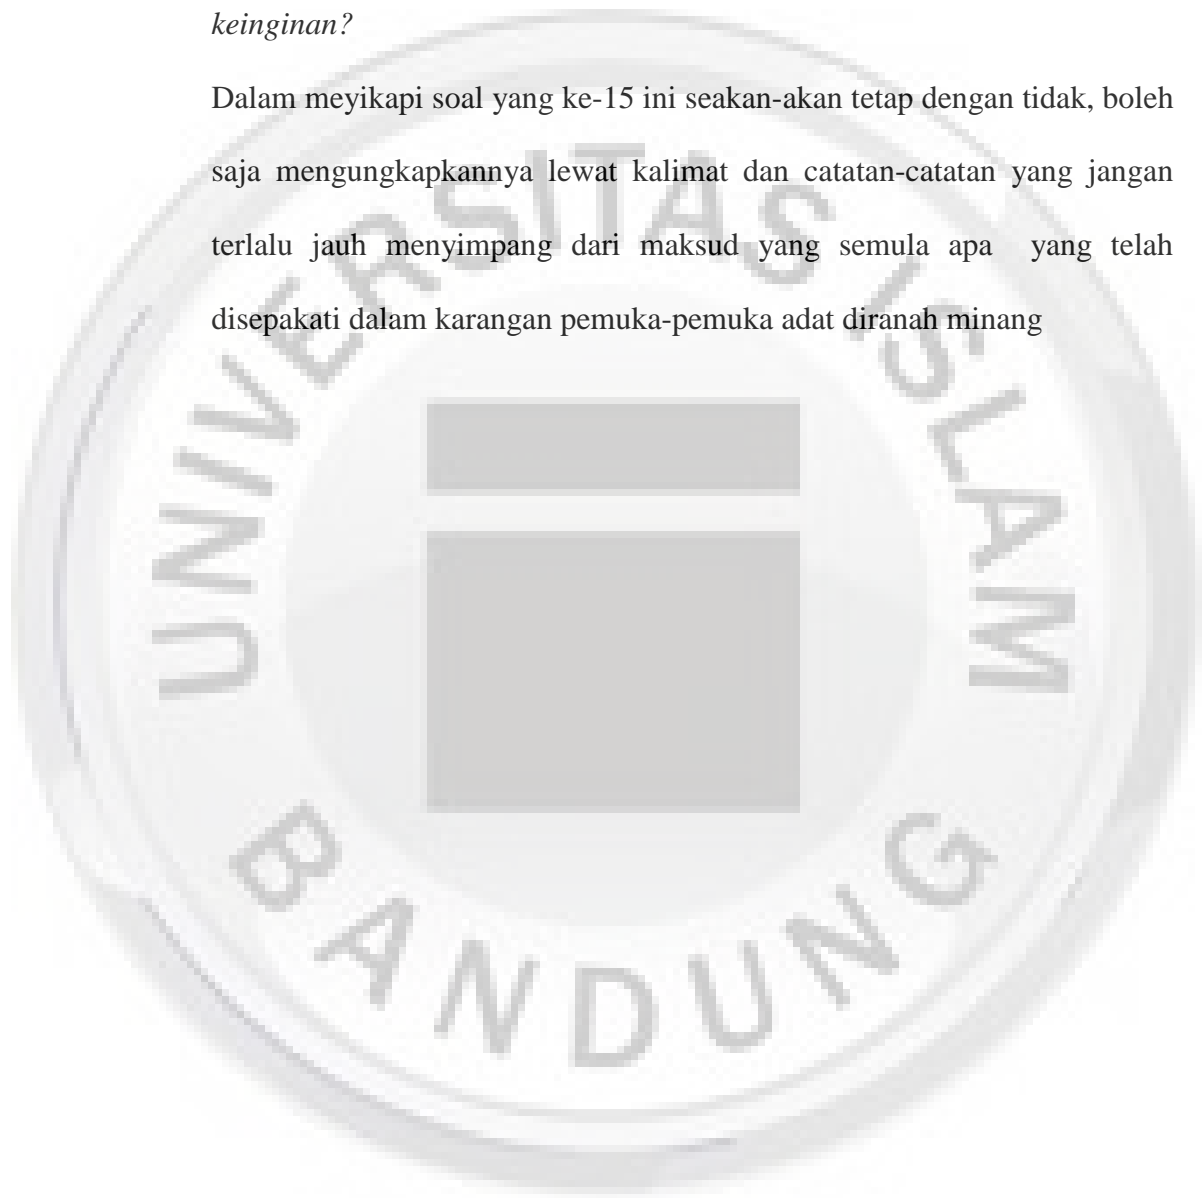 keinginan?
Dalam meyikapi soal yang ke-15 ini seakan-akan tetap dengan tidak, boleh
saja mengungkapkannya lewat kalimat dan catatan-catatan yang jangan
terlalu jauh menyimpang dari maksud yang semula apa yang telah
disepakati dalam karangan pemuka-pemuka adat diranah minang
UNIVERSITAS ISLAM
BANDUNG